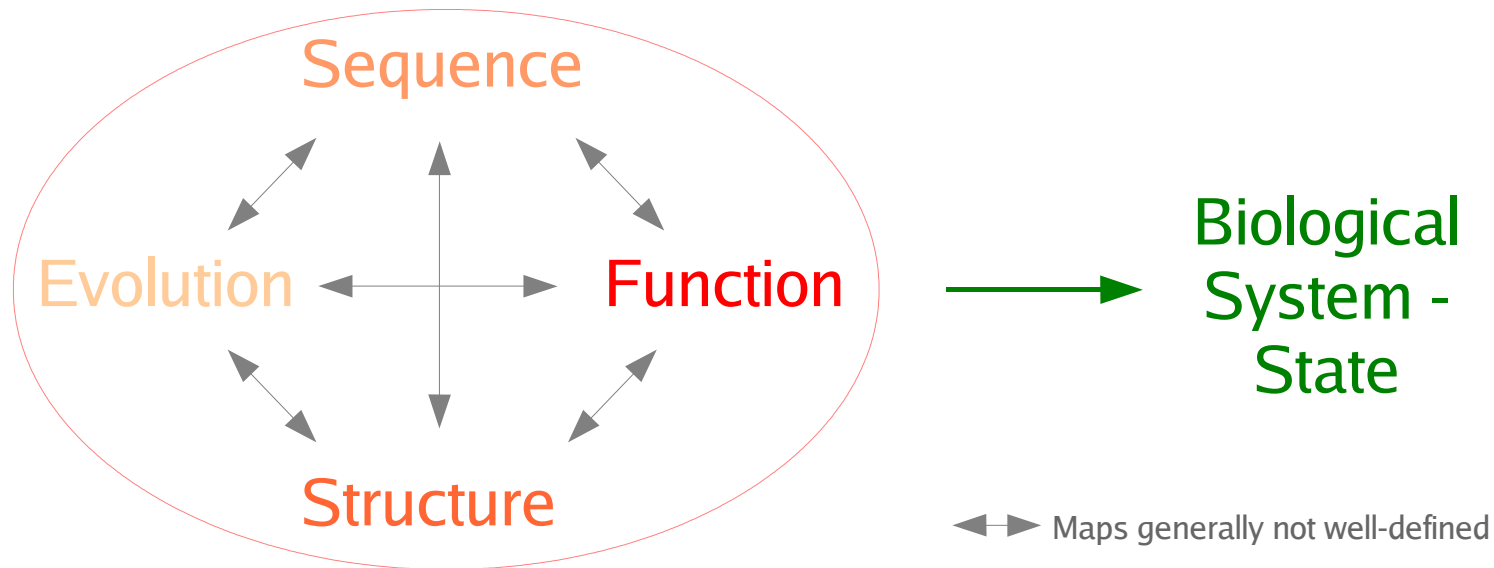 Sequence
Evolution
Function
Structure
Biological
System -
State
Maps generally not well-defined